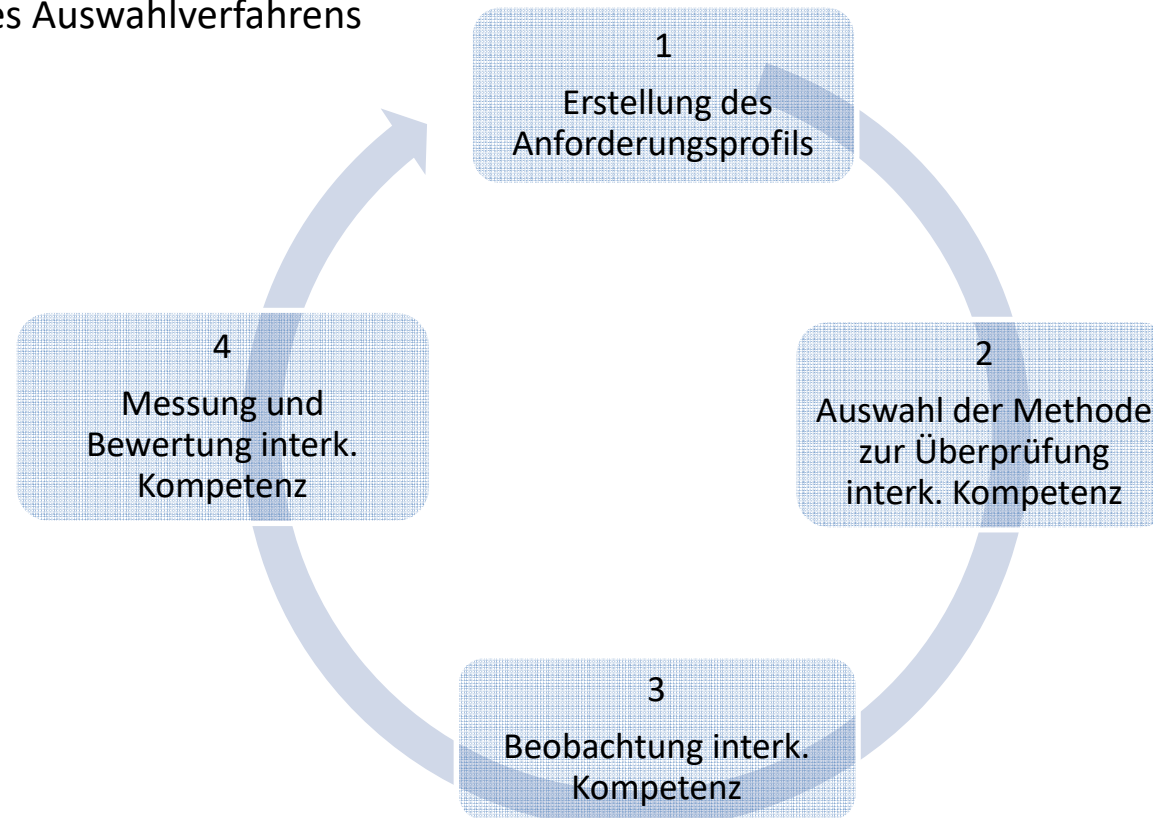 es Auswahlverfahrens
1
Erstellung des
Anforderungsprofils
2
Auswahl der Methode
zur Überprüfung
interk. Kompetenz
3
Beobachtung interk.
Kompetenz
4
Messung und
Bewertung interk.
Kompetenz